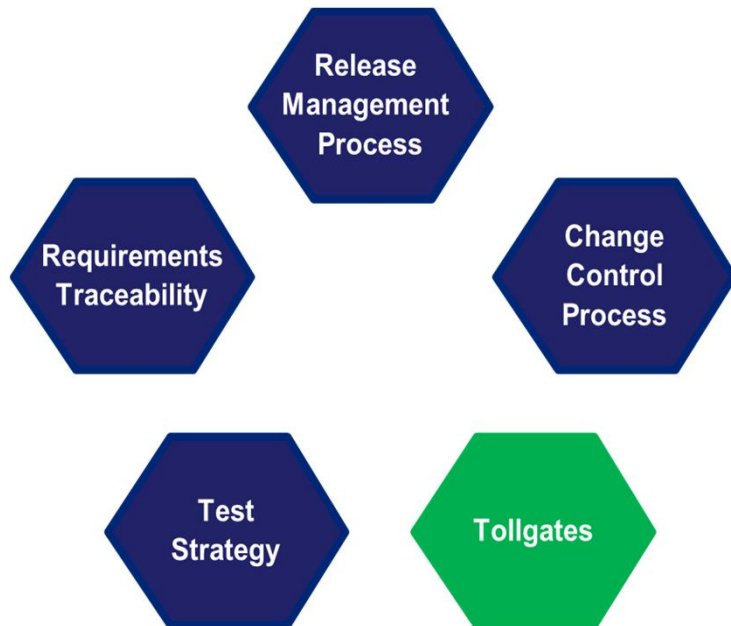 Release
Management
Process
Requirements
Traceability
Change
Control
Process
Test
Strategy
Tollgates